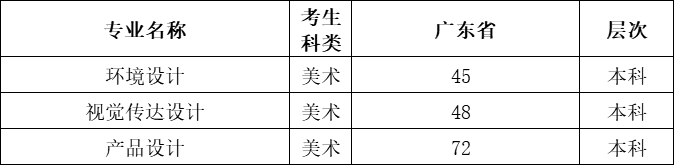 专业名称 考生科类 广东省 层次
环境设计 美术 45 本科
视觉传达设计 美术 48 本科
产品设计 美术 72 本科